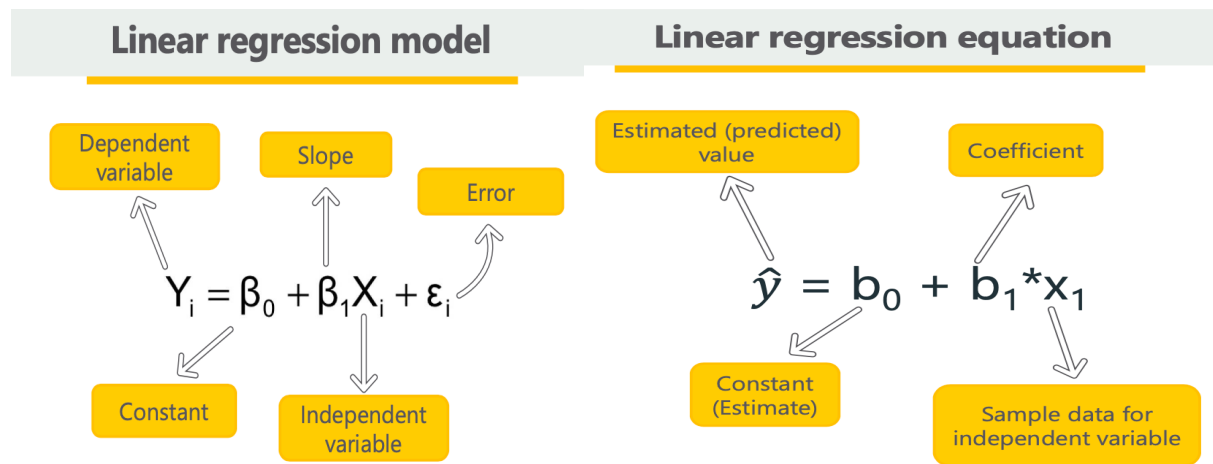 Linear regression model
Dependent
variable
Slope
Error
Yᵢ = β₀ + β₁Xᵢ + εᵢ
Constant
Independent
variable
Linear regression equation
Estimated (predicted)
value
Coefficient
ŷ = b₀ + b₁*x₁
Constant
(Estimate)
Sample data for
independent variable